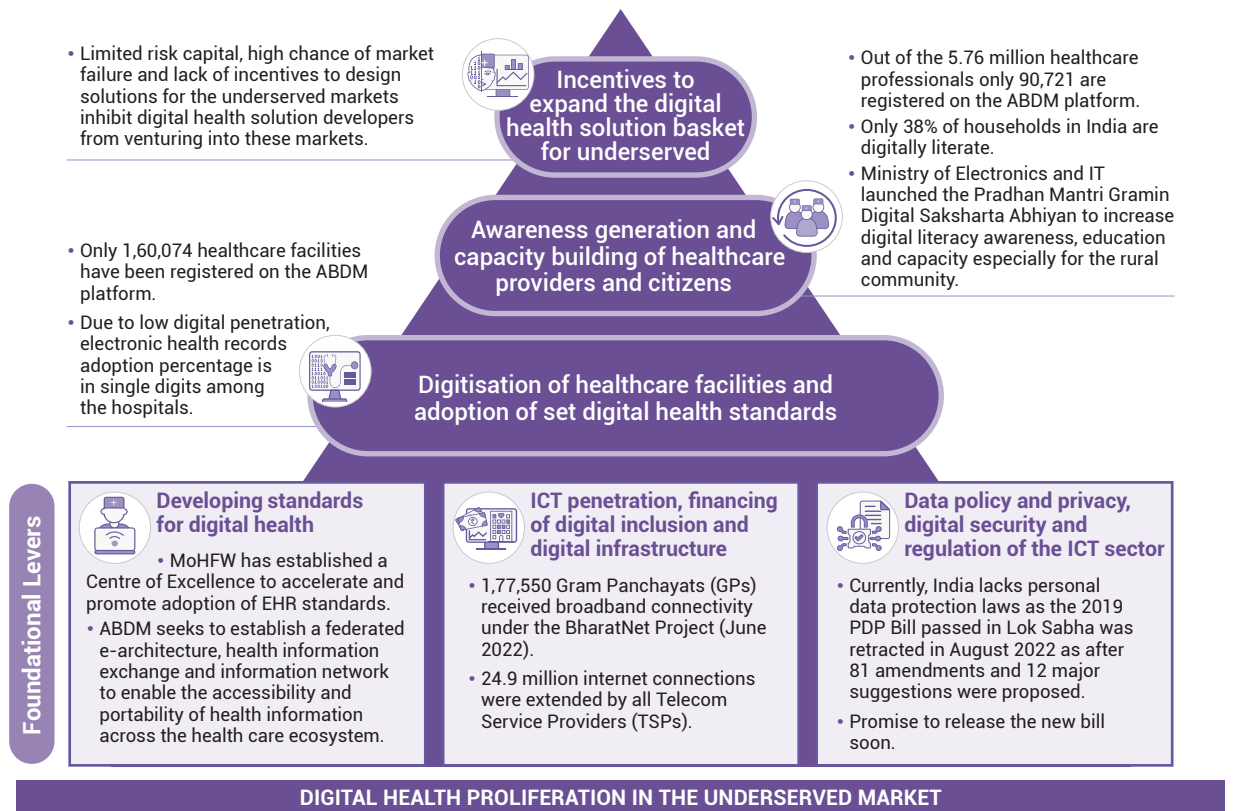 • Limited risk capital, high chance of market
failure and lack of incentives to design
solutions for the underserved markets
inhibit digital health solution developers
from venturing into these markets.
Incentives to
expand the digital
health solution basket
for underserved
• Out of the 5.76 million healthcare
professionals only 90,721 are
registered on the ABDM platform.
• Only 38% of households in India are
digitally literate.
• Ministry of Electronics and IT
launched the Pradhan Mantri Gramin
Digital Saksharta Abhiyan to increase
digital literacy awareness, education
and capacity especially for the rural
community.
Awareness generation and
capacity building of healthcare
providers and citizens
• Only 1,60,074 healthcare facilities
have been registered on the ABDM
platform.
• Due to low digital penetration,
electronic health records
adoption percentage is
in single digits among
the hospitals.
Digitisation of healthcare facilities and
adoption of set digital health standards
Foundational Levers
Developing standards
for digital health
• MoHFW has established a
Centre of Excellence to accelerate and
promote adoption of EHR standards.
• ABDM seeks to establish a federated
e-architecture, health information
exchange and information network
to enable the accessibility and
portability of health information
across the health care ecosystem.
ICT penetration, financing
of digital inclusion and
digital infrastructure
• 1,77,550 Gram Panchayats (GPs)
received broadband connectivity
under the BharatNet Project (June
2022).
• 24.9 million internet connections
were extended by all Telecom
Service Providers (TSPs).
Data policy and privacy,
digital security and
regulation of the ICT sector
• Currently, India lacks personal
data protection laws as the 2019
PDP Bill passed in Lok Sabha was
retracted in August 2022 as after
81 amendments and 12 major
suggestions were proposed.
• Promise to release the new bill
soon.
DIGITAL HEALTH PROLIFERATION IN THE UNDERSERVED MARKET